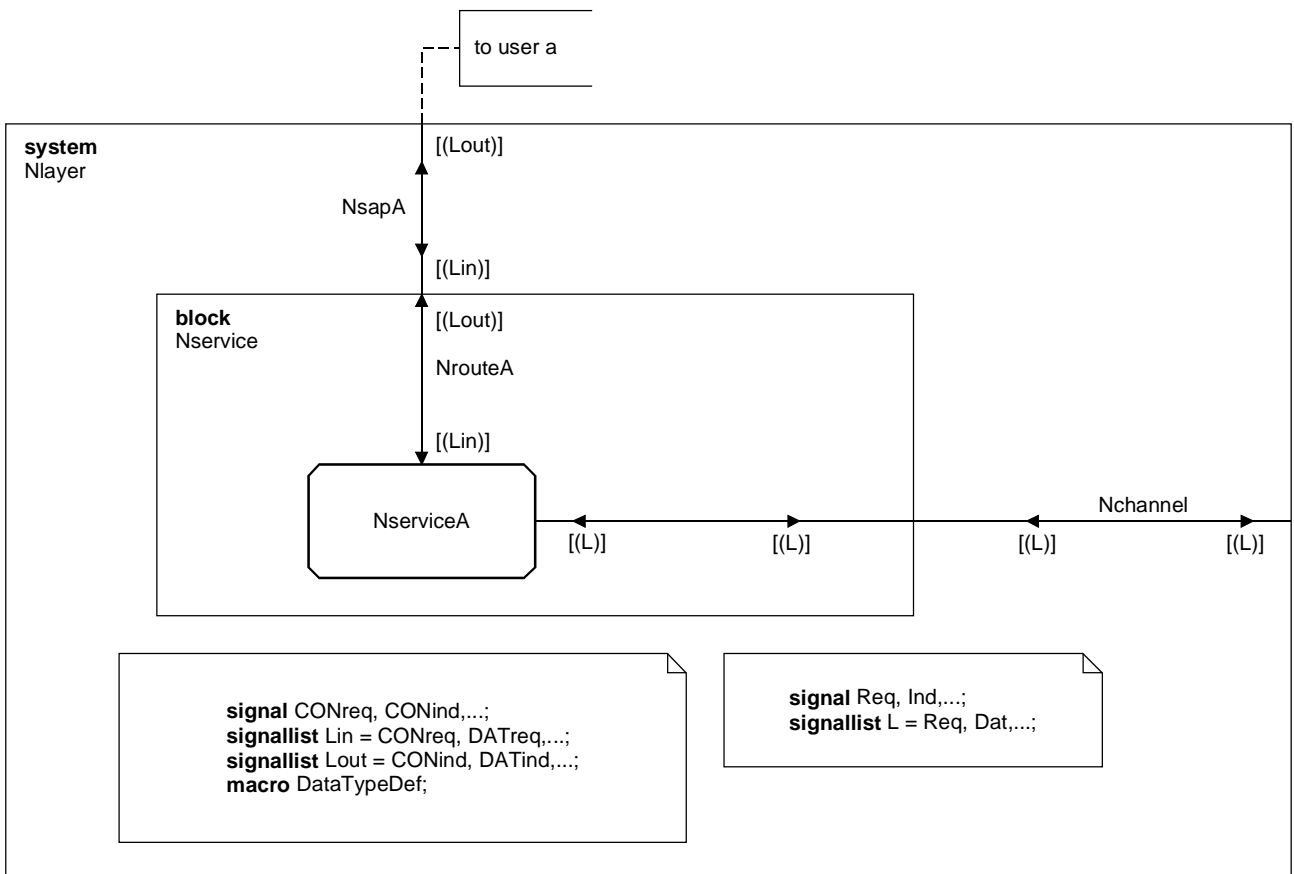 to user a
system
Nlayer
[(Lout)]
NsapA
[(Lin)]
block
Nservice
[(Lout)]
NrouteA
[(Lin)]
NserviceA
Nchannel
[(L)] [(L)] [(L)] [(L)]
signal CONreq, CONind,...;
signallist Lin = CONreq, DATreq,...;
signallist Lout = CONind, DATind,...;
macro DataTypeDef;
signal Req, Ind,...;
signallist L = Req, Dat,...;